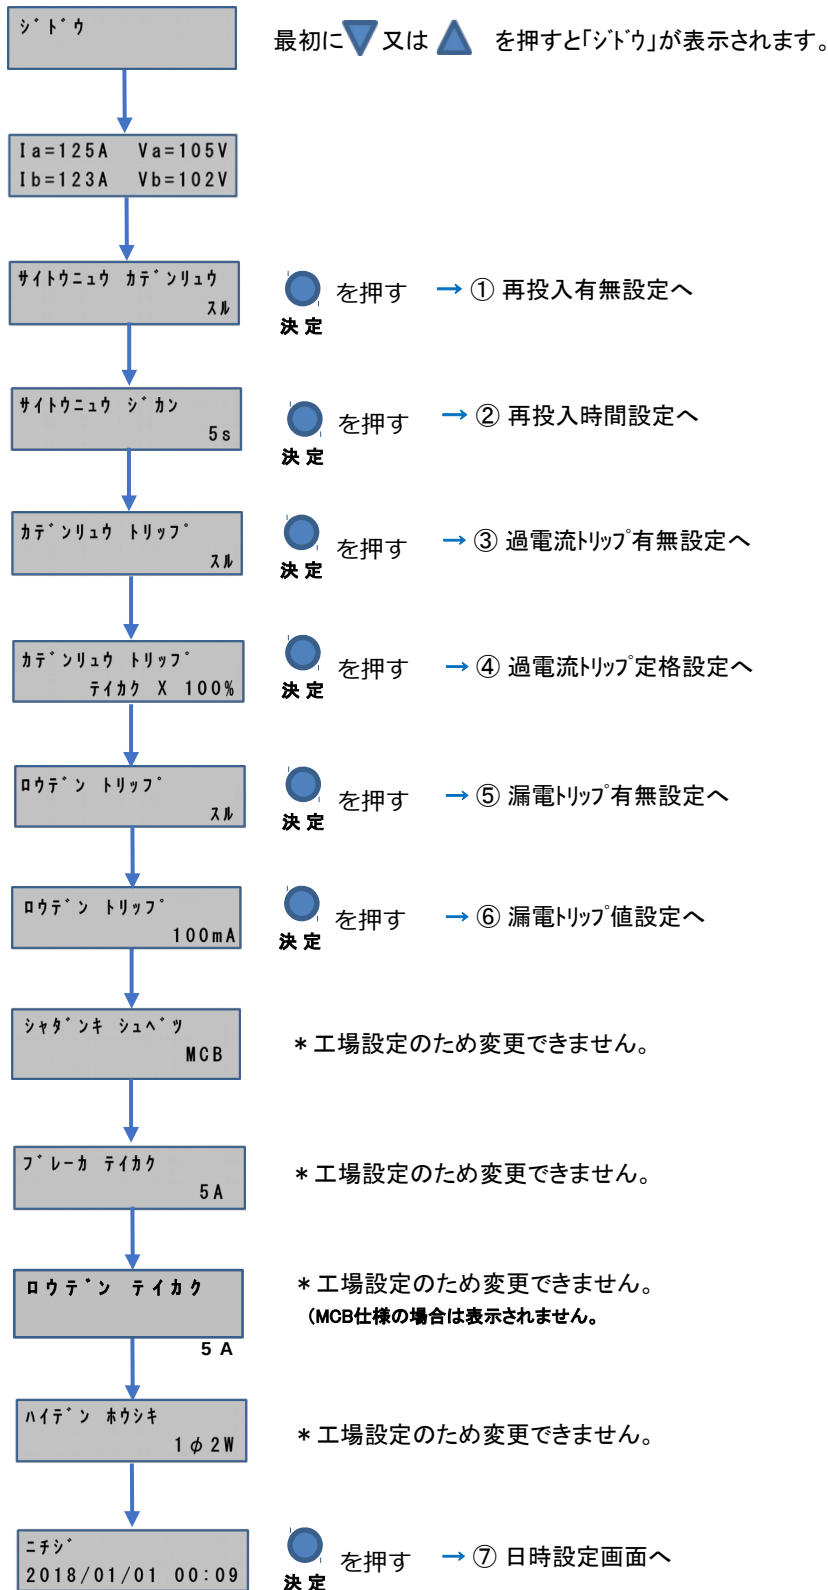 ｼﾞﾄﾞｳ
最初に▼又は▲を押すと｢ｼﾞﾄﾞｳ｣が表示されます。
Ia=125A Va=105V
Ib=123A Vb=102V
ｻｲﾄｳﾆｭｳ ｶﾃﾞﾝﾘｭｳ
ｽﾙ
を押す → ① 再投入有無設定へ
決定
ｻｲﾄｳﾆｭｳ ｼﾞｶﾝ
5s
を押す → ② 再投入時間設定へ
決定
ｶﾃﾞﾝﾘｭｳ ﾄﾘｯﾌﾟ
ｽﾙ
を押す → ③ 過電流ﾄﾘｯﾌﾟ有無設定へ
決定
ｶﾃﾞﾝﾘｭｳ ﾄﾘｯﾌﾟ
ﾃｲｶｸ X 100%
を押す → ④ 過電流ﾄﾘｯﾌﾟ定格設定へ
決定
ﾛｳﾃﾞﾝ ﾄﾘｯﾌﾟ
ｽﾙ
を押す → ⑤ 漏電ﾄﾘｯﾌﾟ有無設定へ
決定
ﾛｳﾃﾞﾝ ﾄﾘｯﾌﾟ
100mA
を押す → ⑥ 漏電ﾄﾘｯﾌﾟ値設定へ
決定
ｼｬﾀﾞﾝｷ ｼｭﾍﾞﾂ
MCB
＊工場設定のため変更できません。
ﾌﾞﾚｰｶ ﾃｲｶｸ
5A
＊工場設定のため変更できません。
ﾛｳﾃﾞﾝ ﾃｲｶｸ
5A
＊工場設定のため変更できません。
(MCB仕様の場合は表示されません。
ﾊｲﾃﾞﾝ ﾎｳｼｷ
1φ2W
＊工場設定のため変更できません。
ﾆﾁｼﾞ
2018/01/01 00:09
を押す → ⑦ 日時設定画面へ
決定